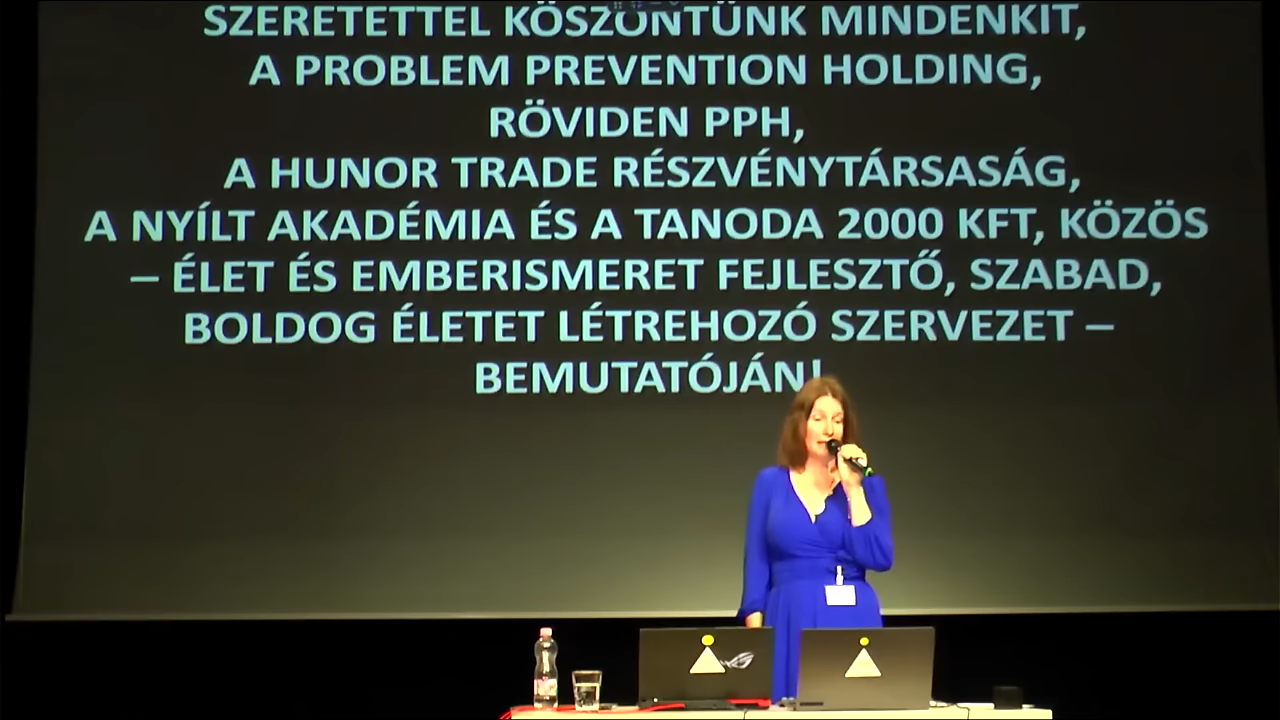 SZERETETTEL KÖSZÖNTÜNK MINDENKIT,
A PROBLEM PREVENTION HOLDING,
RÖVIDEN PPH,
A HUNOR TRADE RÉSZVÉNYTÁRSASÁG,
A NYÍLT AKADÉMIA ÉS A TANODA 2000 KFT, KÖZÖS
– ÉLET ÉS EMBERISMERET FEJLESZTŐ, SZABAD,
BOLDOG ÉLETET LÉTREHOZÓ SZERVEZET –
BEMUTATÓJÁN!